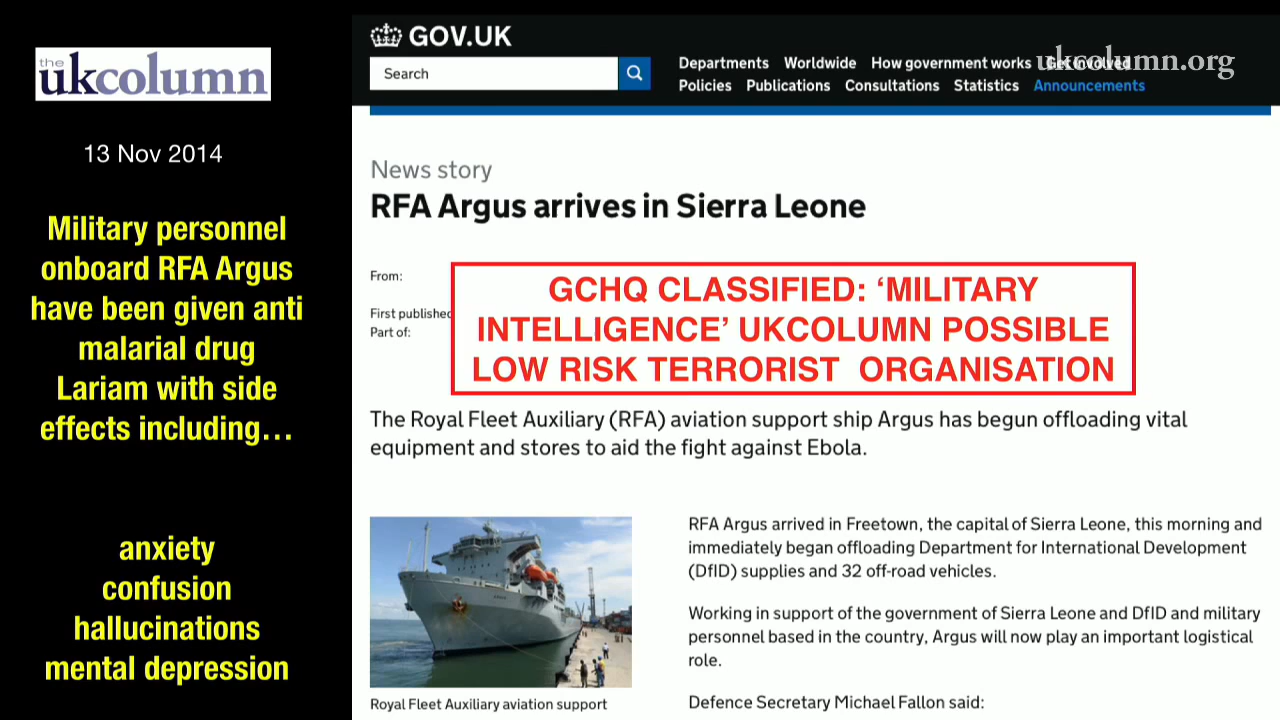 the
ukcolumn
13 Nov 2014
Military personnel
onboard RFA Argus
have been given anti
malarial drug
Lariam with side
effects including…
anxiety
confusion
hallucinations
mental depression
GOV.UK
Search
Departments Worldwide How government works Get involved
Policies Publications Consultations Statistics Announcements
ukcolumn.org
News story
RFA Argus arrives in Sierra Leone
From:
First published
Part of:
GCHQ CLASSIFIED: ‘MILITARY
INTELLIGENCE’ UKCOLUMN POSSIBLE
LOW RISK TERRORIST ORGANISATION
The Royal Fleet Auxiliary (RFA) aviation support ship Argus has begun offloading vital
equipment and stores to aid the fight against Ebola.
Royal Fleet Auxiliary aviation support
RFA Argus arrived in Freetown, the capital of Sierra Leone, this morning and
immediately began offloading Department for International Development
(DfID) supplies and 32 off-road vehicles.
Working in support of the government of Sierra Leone and DfID and military
personnel based in the country, Argus will now play an important logistical
role.
Defence Secretary Michael Fallon said: